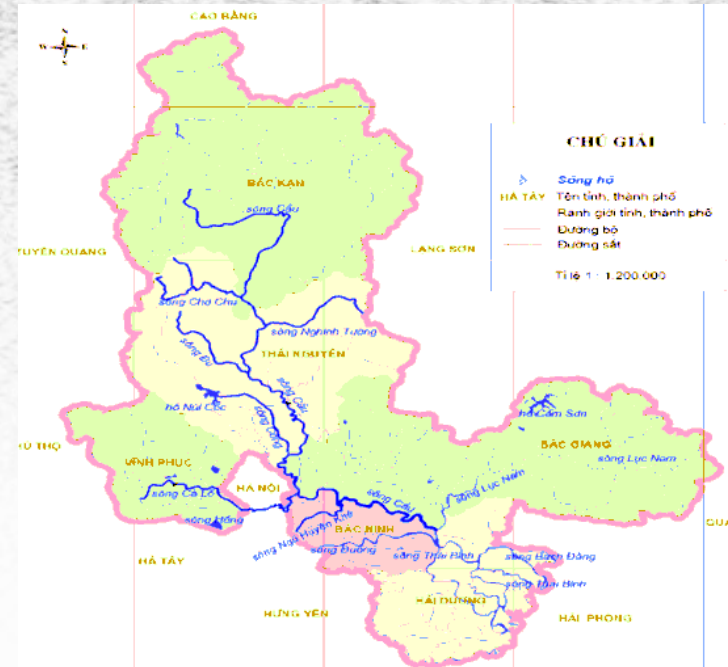 CAO BẰNG
W E
S
CHÚ GIẢI
Sông hồ
HÀ TÂY Tên tỉnh, thành phố
Ranh giới tỉnh, thành phố
Đường bộ
Đường sắt
Tỉ lệ 1 : 1.200.000
BẮC KẠN
sông Cầu
TUYÊN QUANG
LẠNG SƠN
sông Chợ Chu
sông Nghinh Tường
THÁI NGUYÊN
sông Đu
sông Cầu
hồ Núi Cốc
sông Công
hồ Cấm Sơn
BẮC GIANG
sông Lục Nam
HÚ THỌ
VĨNH PHÚC
HÀ NỘI
sông Cà Lồ
sông Cầu
sông Lục Nam
sông Hồng
BẮC NINH
GUA
sông Ngũ Huyện Khê
sông Đuống
sông Thái Bình
sông Bạch Đằng
HÀ TÂY
sông Thái Bình
HẢI DƯƠNG
HƯNG YÊN
HẢI PHÒNG